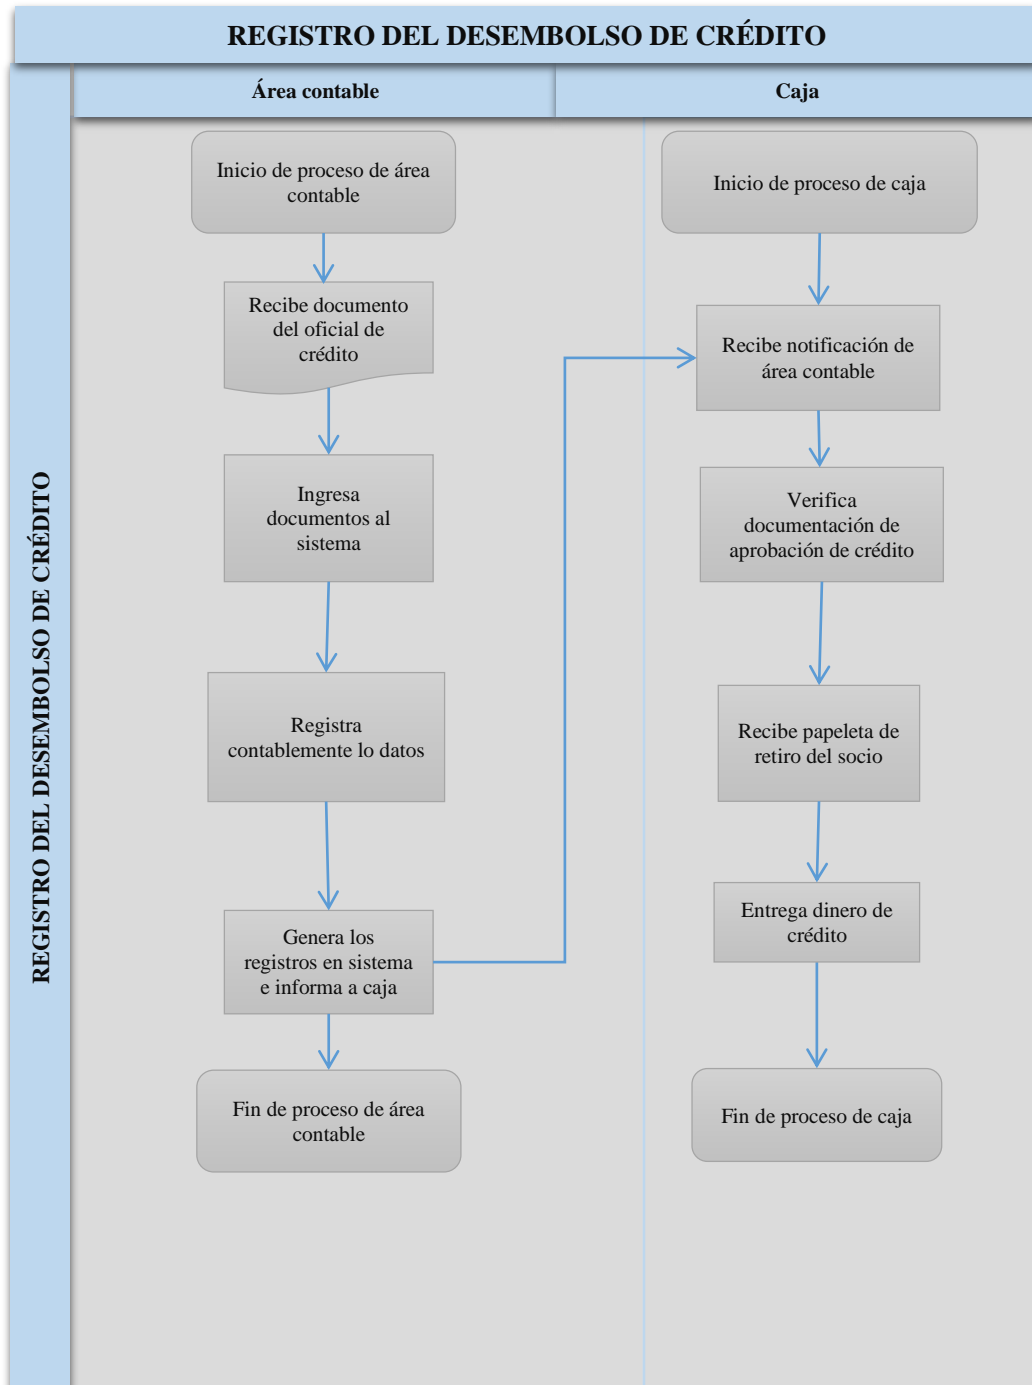 REGISTRO DEL DESEMBOLSO DE CRÉDITO
REGISTRO DEL DESEMBOLSO DE CRÉDITO
Área contable
Inicio de proceso de área
contable
Recibe documento
del oficial de
crédito
Ingresa
documentos al
sistema
Registra
contablemente lo datos
Genera los
registros en sistema
e informa a caja
Fin de proceso de área
contable
Caja
Inicio de proceso de caja
Recibe notificación de
área contable
Verifica
documentación de
aprobación de crédito
Recibe papeleta de
retiro del socio
Entrega dinero de
crédito
Fin de proceso de caja